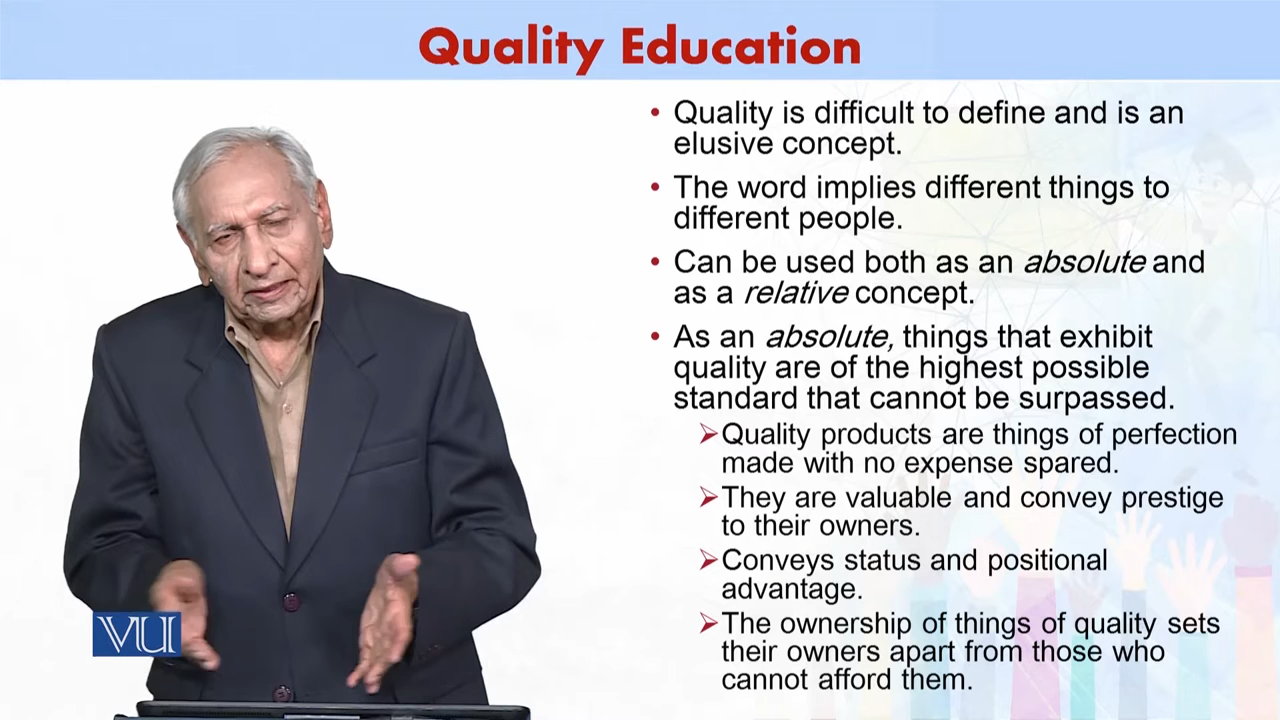 Quality Education
• Quality is difficult to define and is an
elusive concept.
• The word implies different things to
different people.
• Can be used both as an absolute and
as a relative concept.
• As an absolute, things that exhibit
quality are of the highest possible
standard that cannot be surpassed.
➢Quality products are things of perfection
made with no expense spared.
➢They are valuable and convey prestige
to their owners.
➢Conveys status and positional
advantage.
➢The ownership of things of quality sets
their owners apart from those who
cannot afford them.
VU